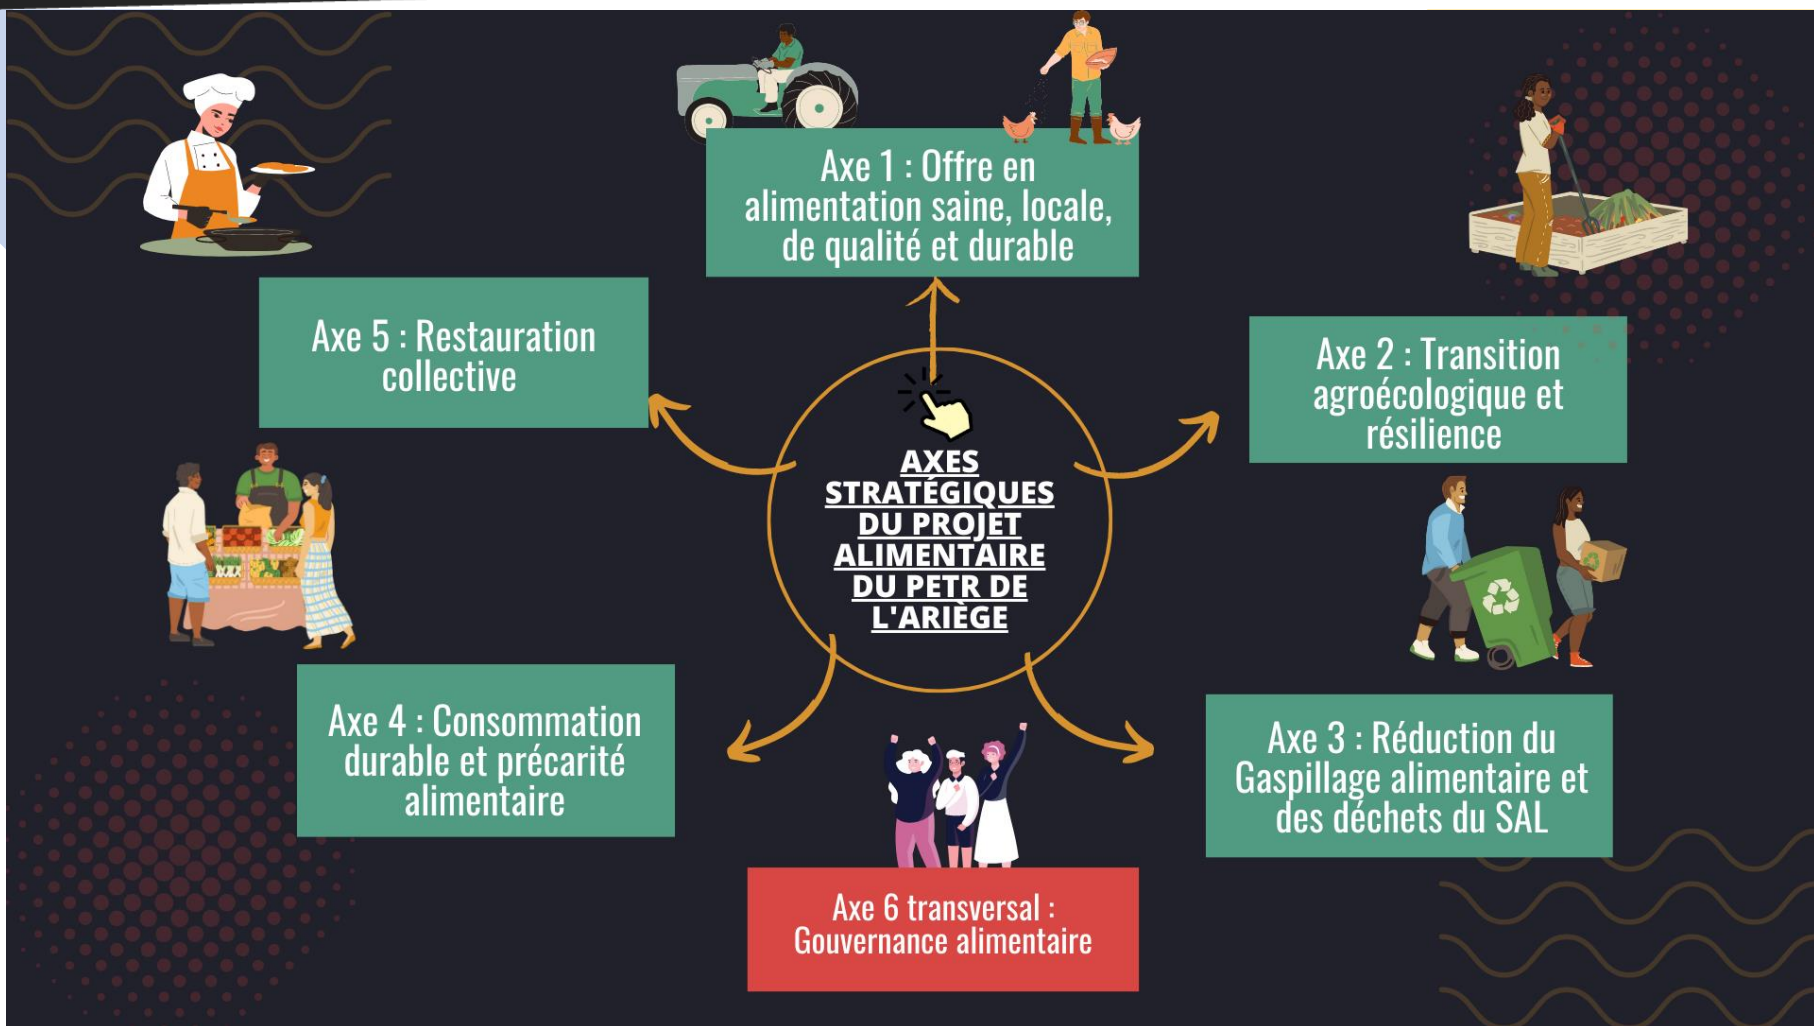 Axe 1 : Offre en
alimentation saine, locale,
de qualité et durable
Axe 5 : Restauration
collective
Axe 2 : Transition
agroécologique et
résilience
AXES
STRATÉGIQUES
DU PROJET
ALIMENTAIRE
DU PETR DE
L'ARIÈGE
Axe 4 : Consommation
durable et précarité
alimentaire
Axe 3 : Réduction du
Gaspillage alimentaire et
des déchets du SAL
Axe 6 transversal :
Gouvernance alimentaire